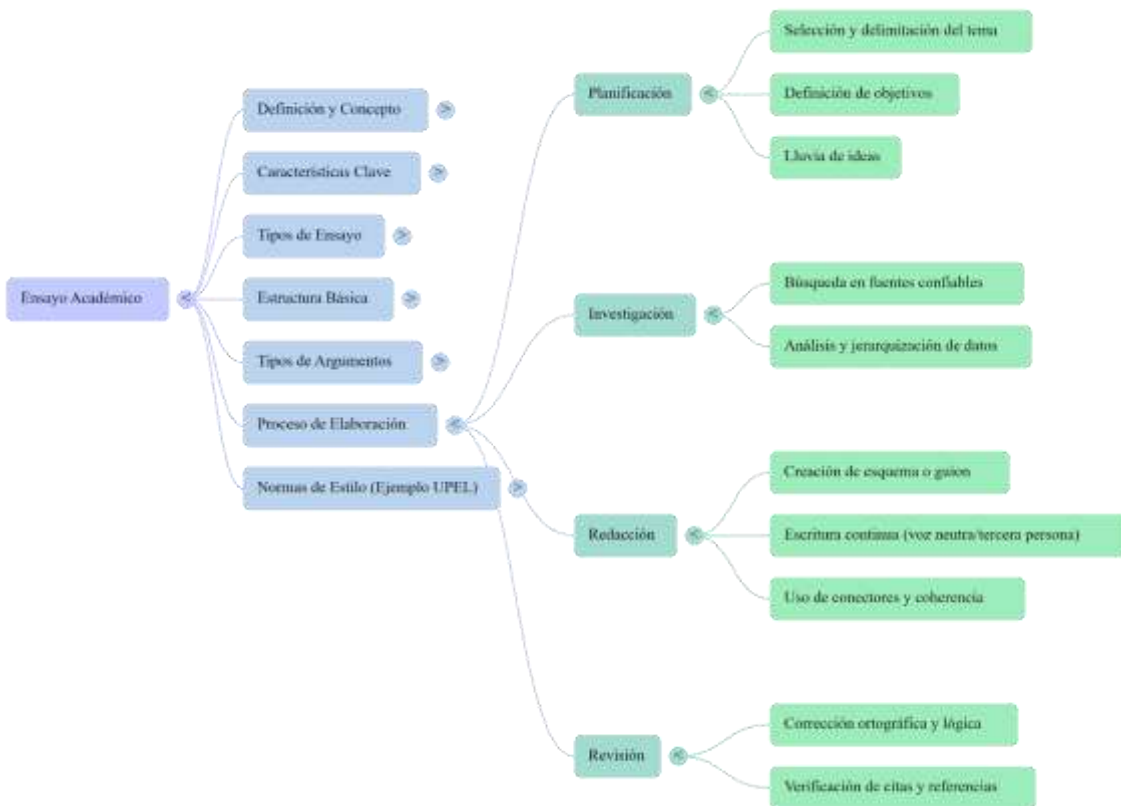 Ensayo Académico
Definición y Concepto
Características Clave
Tipos de Ensayo
Estructura Básica
Tipos de Argumentos
Proceso de Elaboración
Normas de Estilo (Ejemplo UPEL)
Planificación
Selección y delimitación del tema
Definición de objetivos
Lluvia de ideas
Investigación
Búsqueda en fuentes confiables
Análisis y jerarquización de datos
Redacción
Creación de esquema o guion
Escritura continua (voz neutra/tercera persona)
Uso de conectores y coherencia
Revisión
Corrección ortográfica y lógica
Verificación de citas y referencias